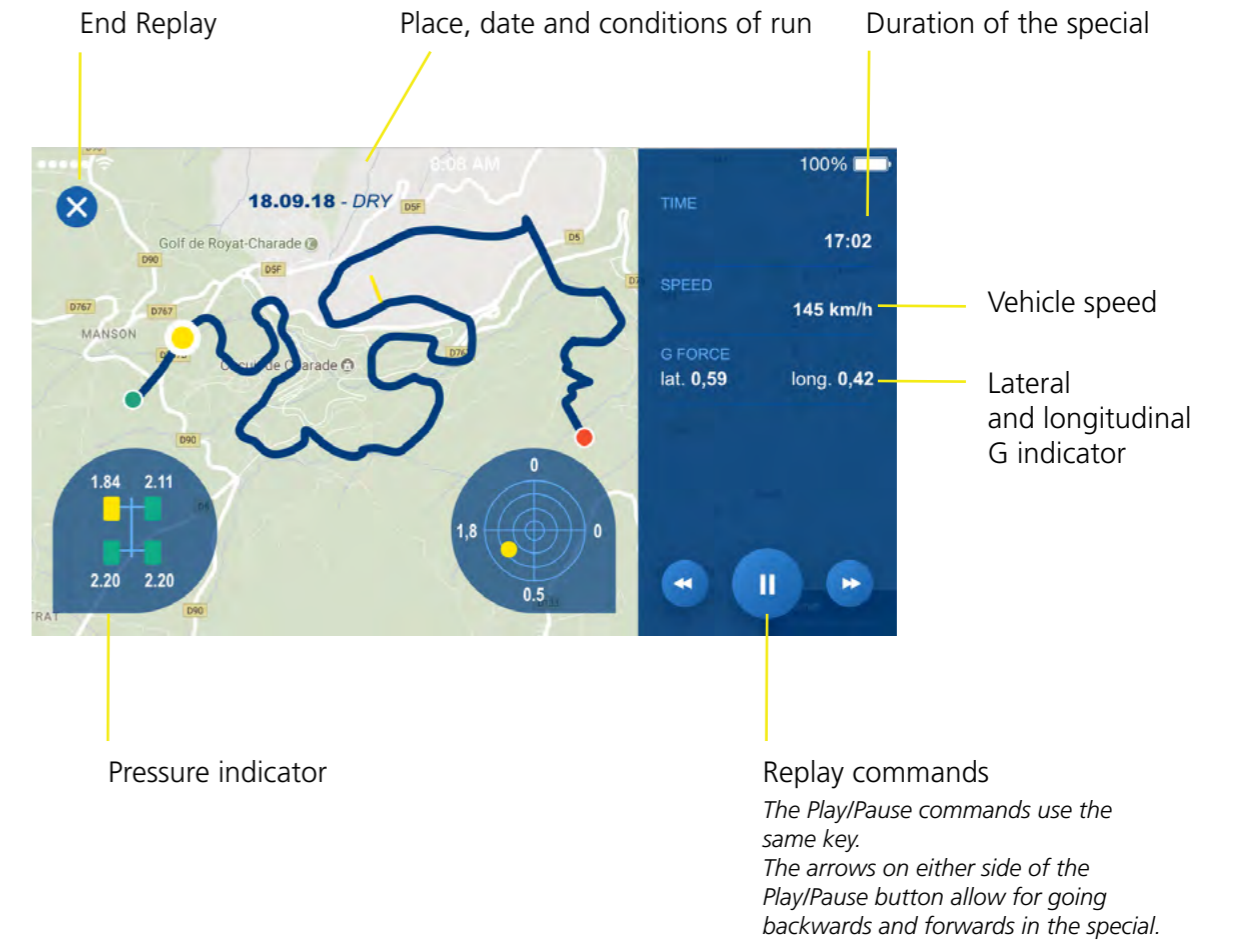 End Replay
Place, date and conditions of run
Duration of the special
9:08 AM
100%
18.09.18 - DRY
D5F
D5
Golf de Royat-Charade
D90
D5F
D767
D767
MANSON
D90
TIME
17:02
SPEED
145 km/h
G FORCE
lat. 0,59
long. 0,42
Vehicle speed
Lateral
and longitudinal
G indicator
1.84 2.11
2.20 2.20
0
1,8
0
0.5
D90
Pressure indicator
Replay commands
The Play/Pause commands use the
same key.
The arrows on either side of the
Play/Pause button allow for going
backwards and forwards in the special.